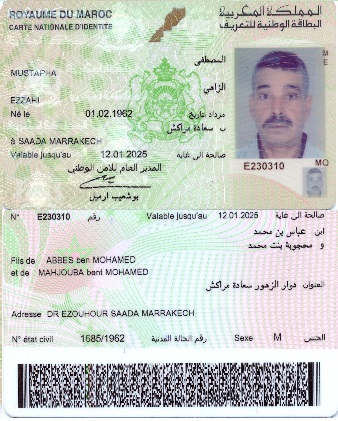 ROYAUME DU MAROC
المملكة المغربية
CARTE NATIONALE D'IDENTITE
البطاقة الوطنية للتعريف
المصطفى
MUSTAPHA
الزاهي
EZZAHI
Né le 01.02.1962 مزداد بتاريخ
ب سعادة مراكش
à SAADA MARRAKECH
Valable jusqu'au 12.01.2025 صالحة الى غاية
المدير العام للأمن الوطني
E230310
بوشعيب ارميل
N° E230310 رقم Valable jusqu'au 12.01.2025 صالحة الى غاية
ابن عباس بن محمد
و محجوبة بنت محمد
Fils de ABBES ben MOHAMED
et de MAHJOUBA bent MOHAMED
العنوان دوار الزهور سعادة مراكش
Adresse DR EZOUHOUR SAADA MARRAKECH
N° état civil 1685/1962 رقم الحالة المدنية Sexe M الجنس